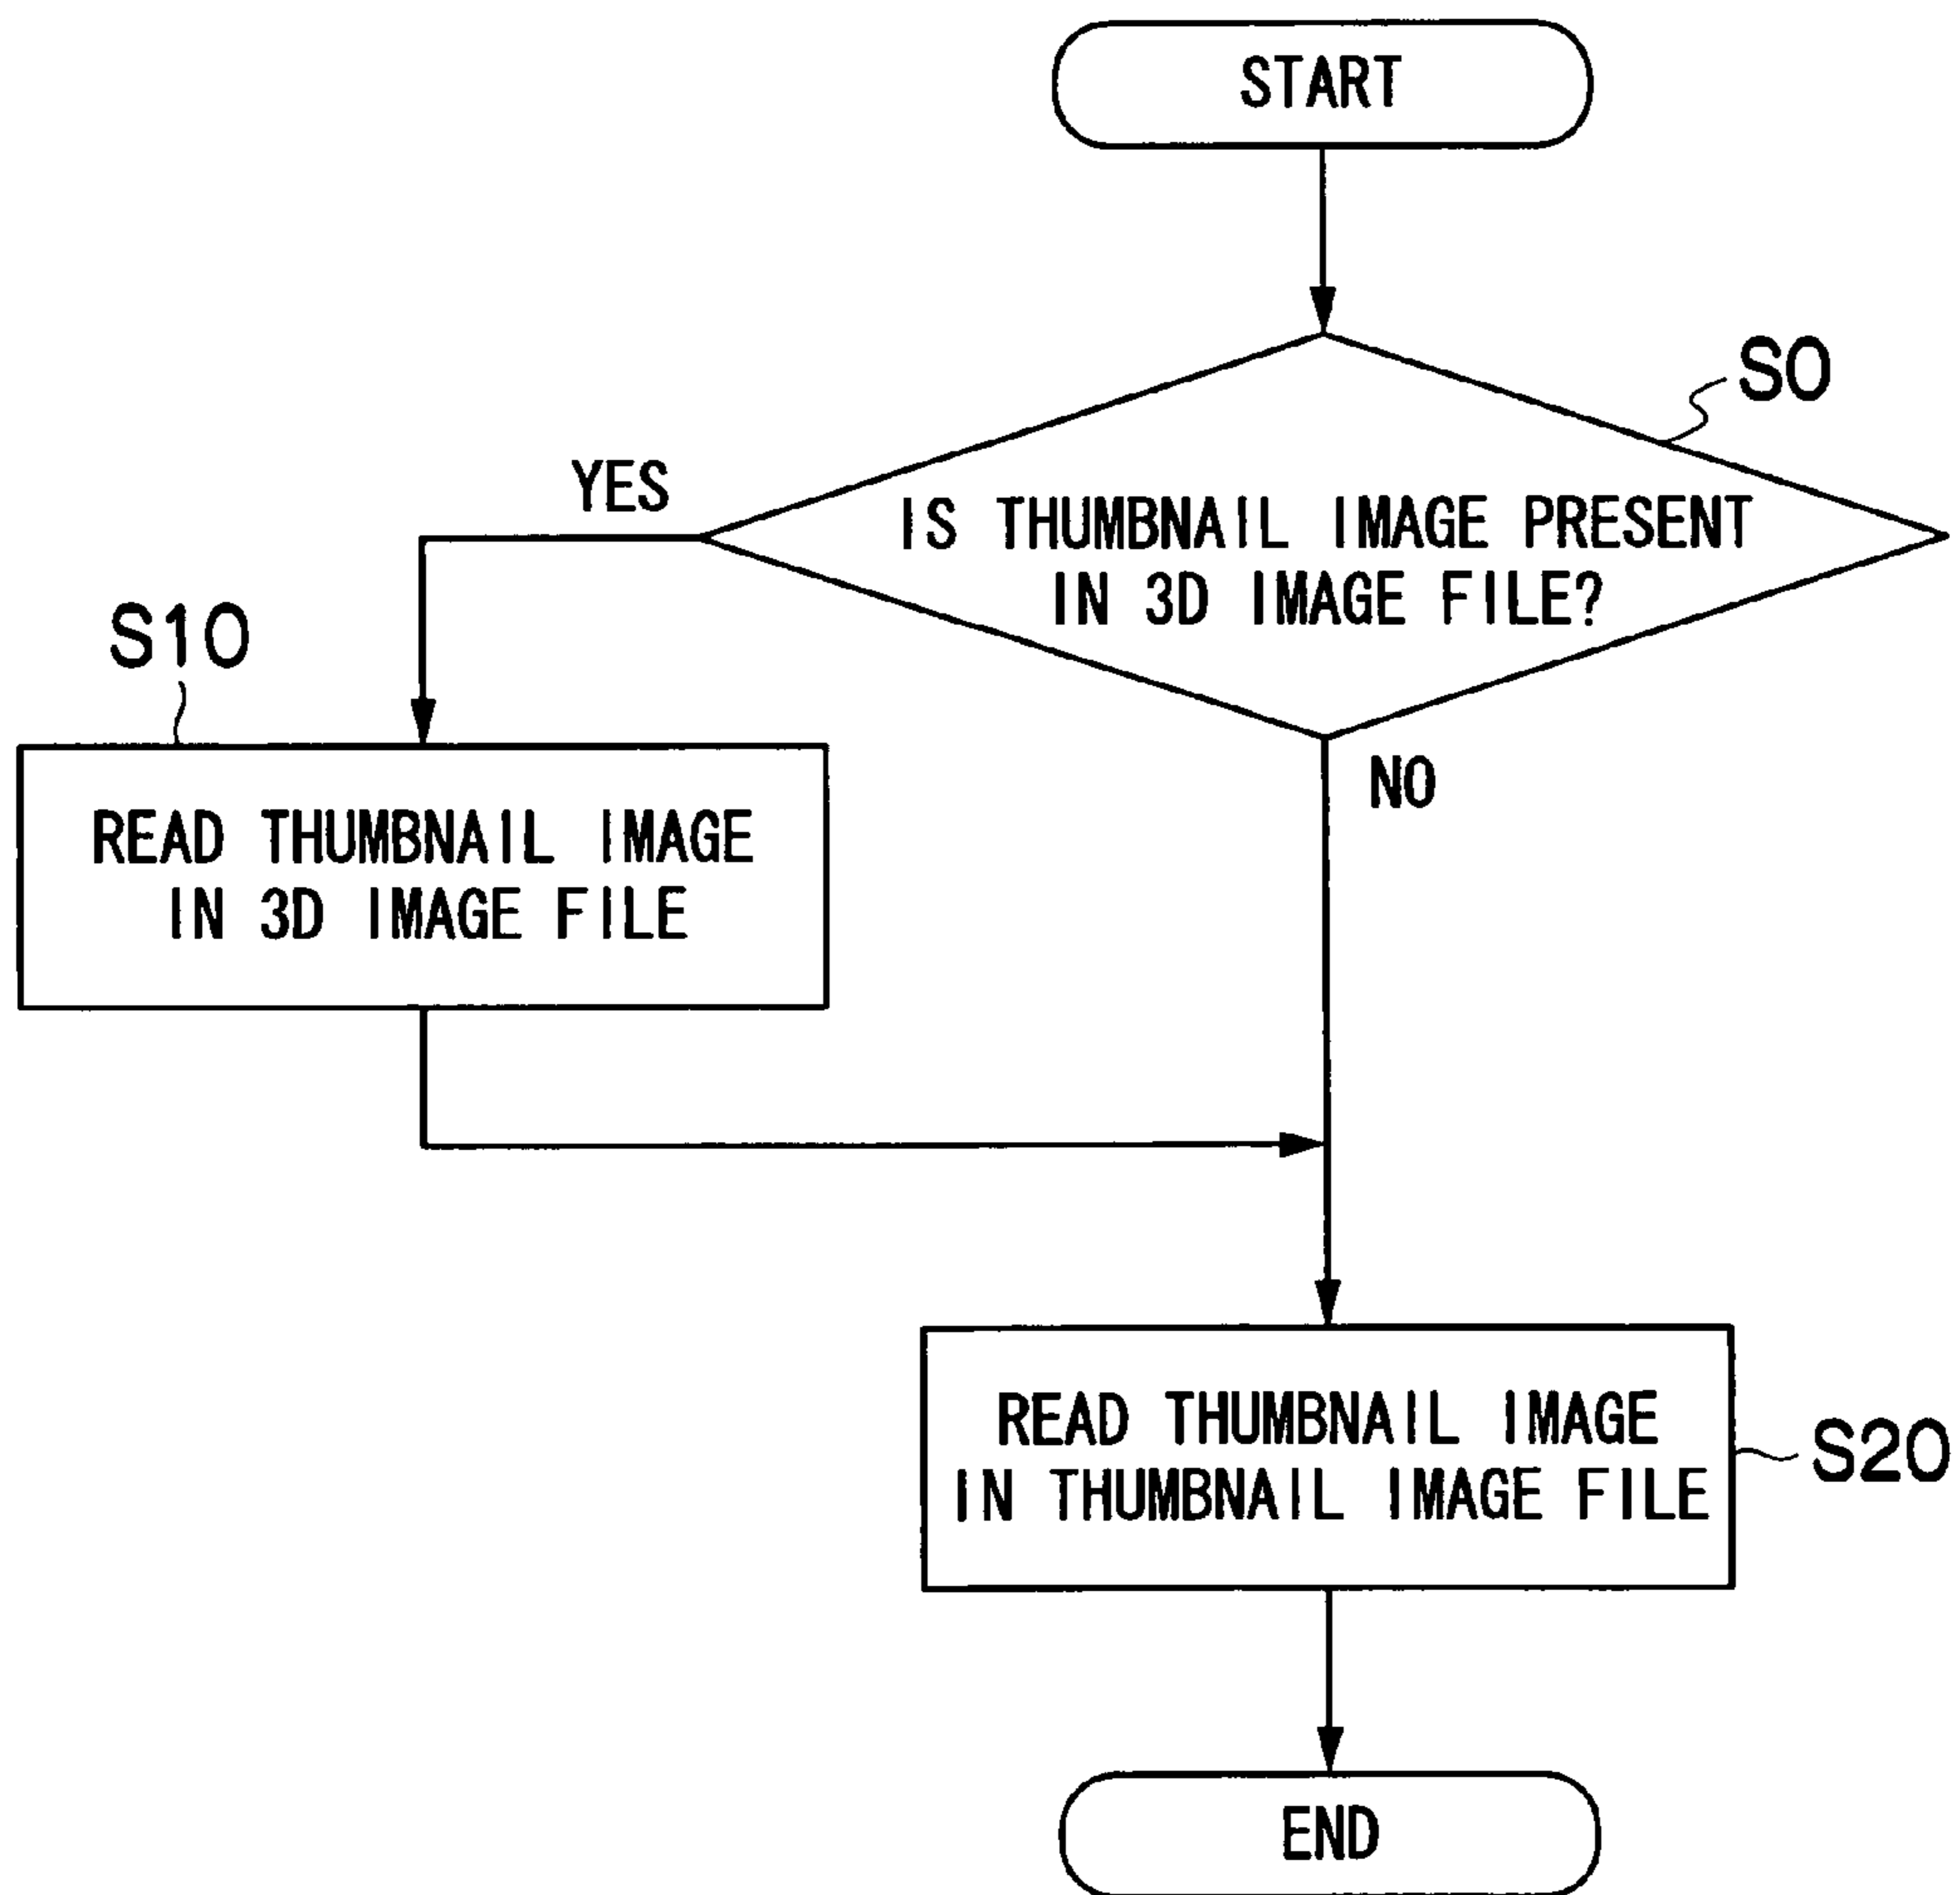 START
S0
YES
IS THUMBNAIL IMAGE PRESENT
IN 3D IMAGE FILE?
S10
NO
READ THUMBNAIL IMAGE
IN 3D IMAGE FILE
READ THUMBNAIL IMAGE
IN THUMBNAIL IMAGE FILE
S20
END